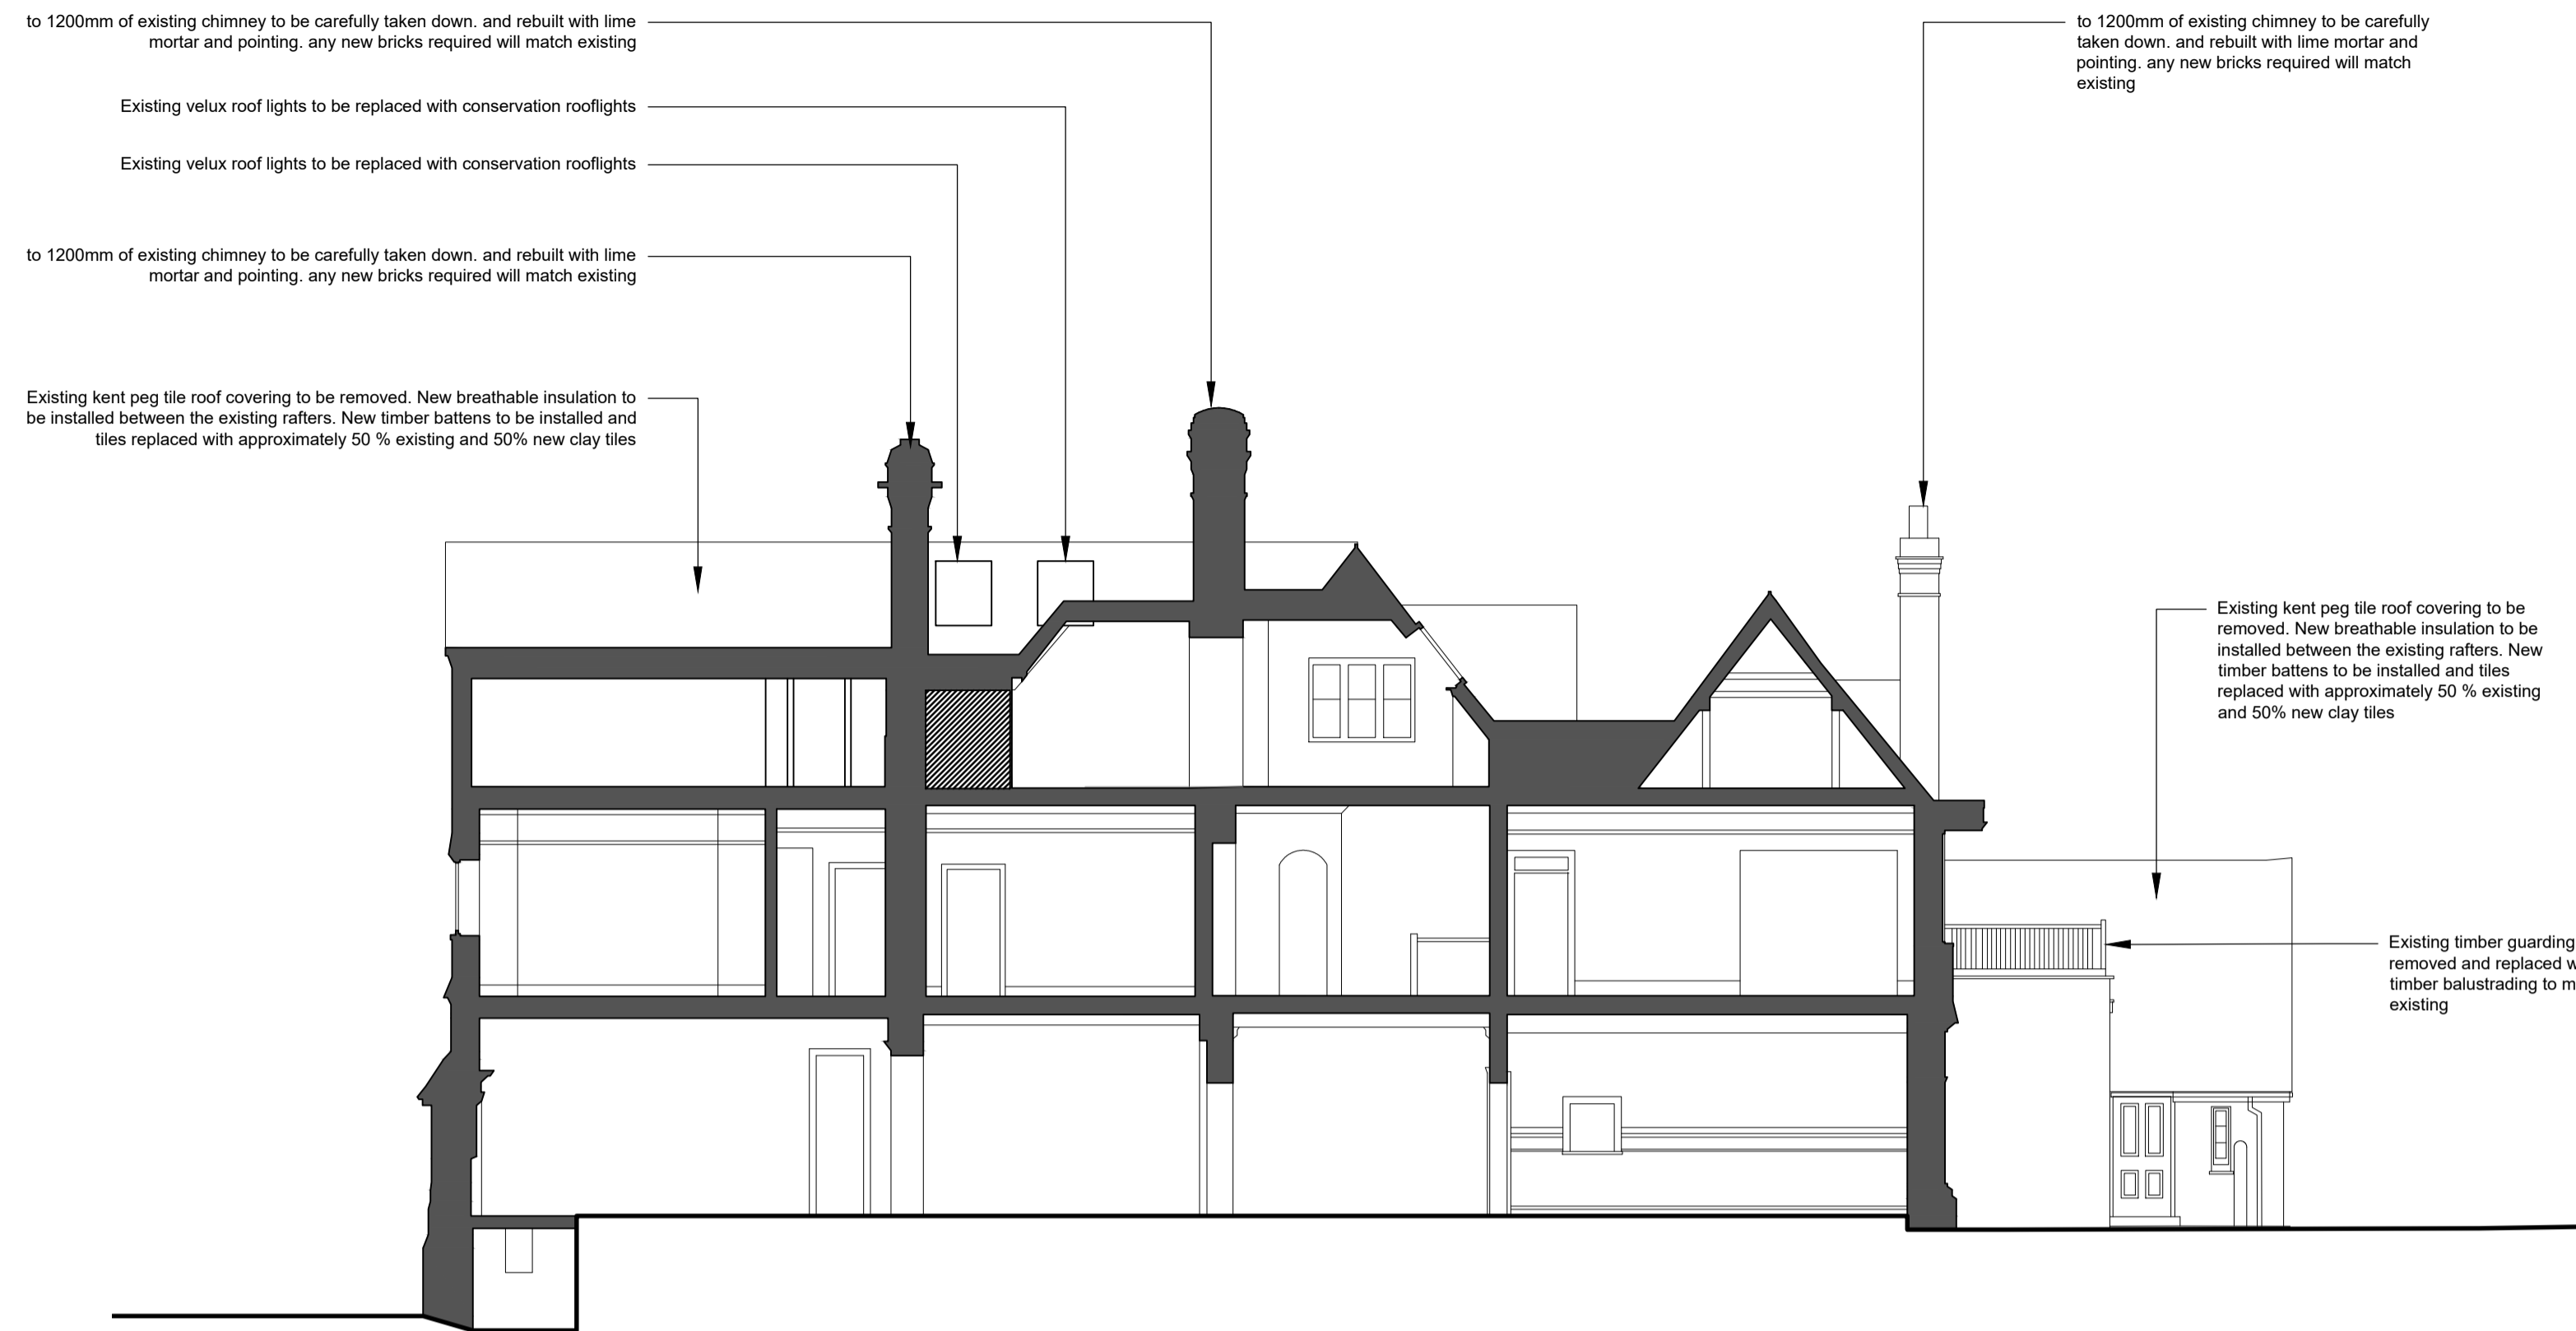 to 1200mm of existing chimney to be carefully taken down. and rebuilt with lime
mortar and pointing. any new bricks required will match existing
Existing velux roof lights to be replaced with conservation rooflights
Existing velux roof lights to be replaced with conservation rooflights
to 1200mm of existing chimney to be carefully taken down. and rebuilt with lime
mortar and pointing. any new bricks required will match existing
Existing kent peg tile roof covering to be removed. New breathable insulation to
be installed between the existing rafters. New timber battens to be installed and
tiles replaced with approximately 50 % existing and 50% new clay tiles
to 1200mm of existing chimney to be carefully
taken down. and rebuilt with lime mortar and
pointing. any new bricks required will match
existing
Existing kent peg tile roof covering to be
removed. New breathable insulation to be
installed between the existing rafters. New
timber battens to be installed and tiles
replaced with approximately 50 % existing
and 50% new clay tiles
Existing timber guarding
removed and replaced
timber balustrading to
existing